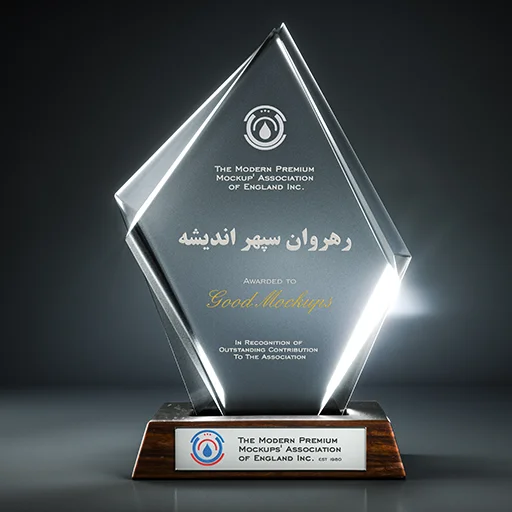 The Modern Premium
Mockup' Association
of England Inc.
رهروان سپهر اندیشه
Awarded to
Good Mockups
In Recognition of
Outstanding Contribution
To The Association
The Modern Premium
Mockups' Association
of England Inc. est 1980